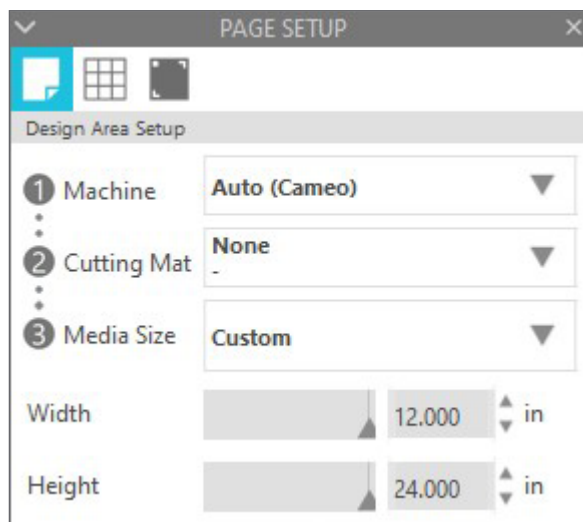 PAGE SETUP
Design Area Setup
1 Machine Auto (Cameo)
2 Cutting Mat None
-
3 Media Size Custom
Width 12.000 in
Height 24.000 in